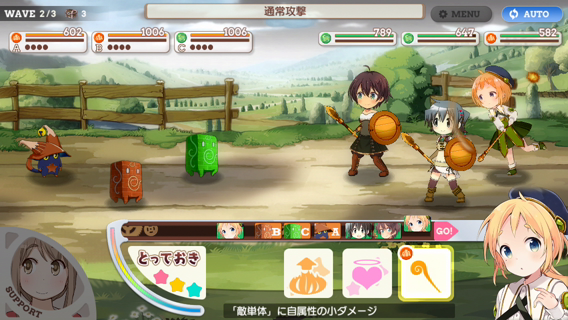 WAVE 2/3 3
通常攻撃
MENU
AUTO
A 602
B 1006
C 1006
789
647
582
B C A GO!
とっておき
SUPPORT
「敵単体」に自属性の小ダメージ